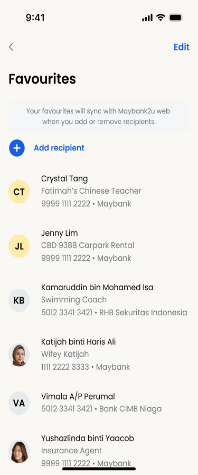 9:41
Edit
Favourites
Your favourites will sync with Maybank2u web
when you add or remove recipients.
Add recipient
CT
Crystal Tang
Fatimah's Chinese Teacher
9999 1111 2222 • Maybank
JL
Jenny Lim
CBD 9388 Carpark Rental
9999 1111 2222 • Maybank
KB
Kamaruddin bin Mohamed Isa
Swimming Coach
5012 3341 3421 • RHB Sekuritas Indonesia
Katijah binti Haris Ali
Wifey Katijah
1111 2222 3333 • Maybank
VA
Vimala A/P Perumal
5012 3341 3421 • Bank CIMB Niaga
Yushazlinda binti Yaacob
Insurance Agent
9999 1111 2222 • Maybank